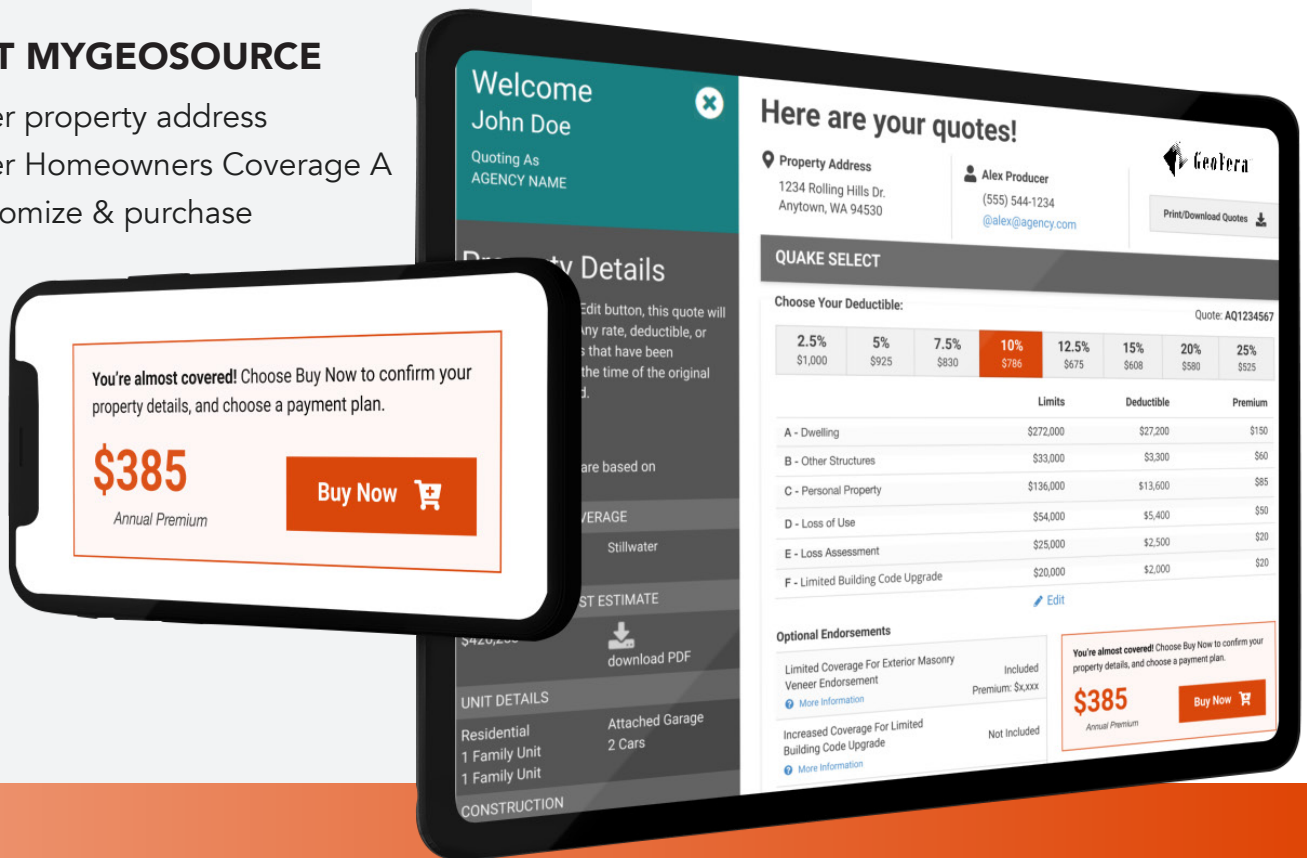 T MYGEOSOURCE
er property address
er Homeowners Coverage A
tomize & purchase
You're almost covered! Choose Buy Now to confirm your
property details, and choose a payment plan.
$385
Annual Premium
Buy Now
Welcome
John Doe
Quoting As
AGENCY NAME
Details
Edit button, this quote will
Any rate, deductible, or
s that have been
the time of the original
d.
are based on
VERAGE
Stillwater
ST ESTIMATE
download PDF
UNIT DETAILS
Residential
1 Family Unit
1 Family Unit
Attached Garage
2 Cars
CONSTRUCTION
Here are your quotes!
Property Address
1234 Rolling Hills Dr.
Anytown, WA 94530
Alex Producer
(555) 544-1234
@alex@agency.com
GeoVera
Print/Download Quotes
QUAKE SELECT
Choose Your Deductible:
Quote: AQ1234567
2.5% 5% 7.5% 10% 12.5% 15% 20% 25%
$1,000 $925 $830 $786 $675 $608 $580 $525
Limits Deductible Premium
A - Dwelling $272,000 $27,200 $150
B - Other Structures $33,000 $3,300 $60
C - Personal Property $136,000 $13,600 $85
D - Loss of Use $54,000 $5,400 $50
E - Loss Assessment $25,000 $2,500 $20
F - Limited Building Code Upgrade $20,000 $2,000 $20
Edit
Optional Endorsements
Limited Coverage For Exterior Masonry
Veneer Endorsement
More Information
Included
Premium: $x,xxx
Increased Coverage For Limited
Building Code Upgrade
More Information
Not Included
You're almost covered! Choose Buy Now to confirm your
property details, and choose a payment plan.
$385
Annual Premium
Buy Now